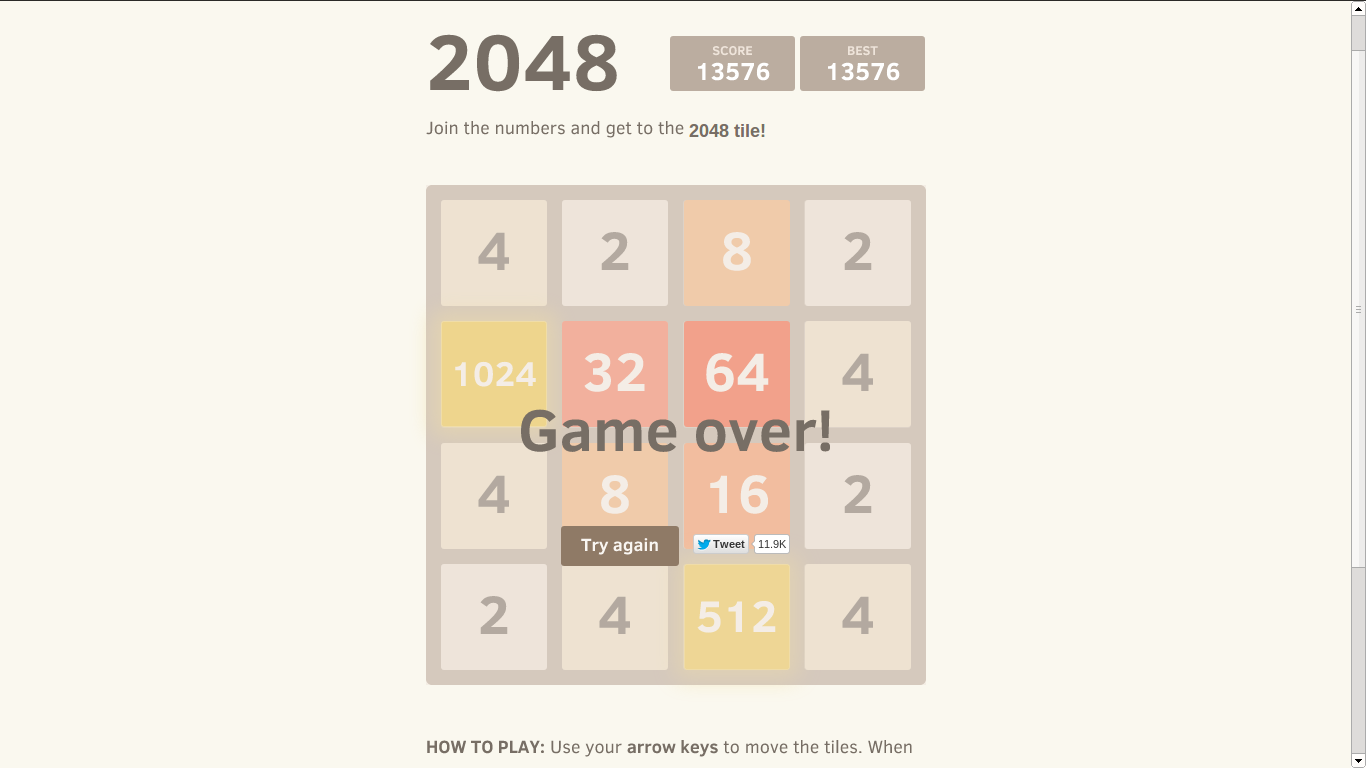 2048
SCORE
13576
BEST
13576
Join the numbers and get to the 2048 tile!
4 2 8 2
1024 32 64 4
Game over!
4 8 16 2
Try again Tweet 11.9K
2 4 512 4
HOW TO PLAY: Use your arrow keys to move the tiles. When